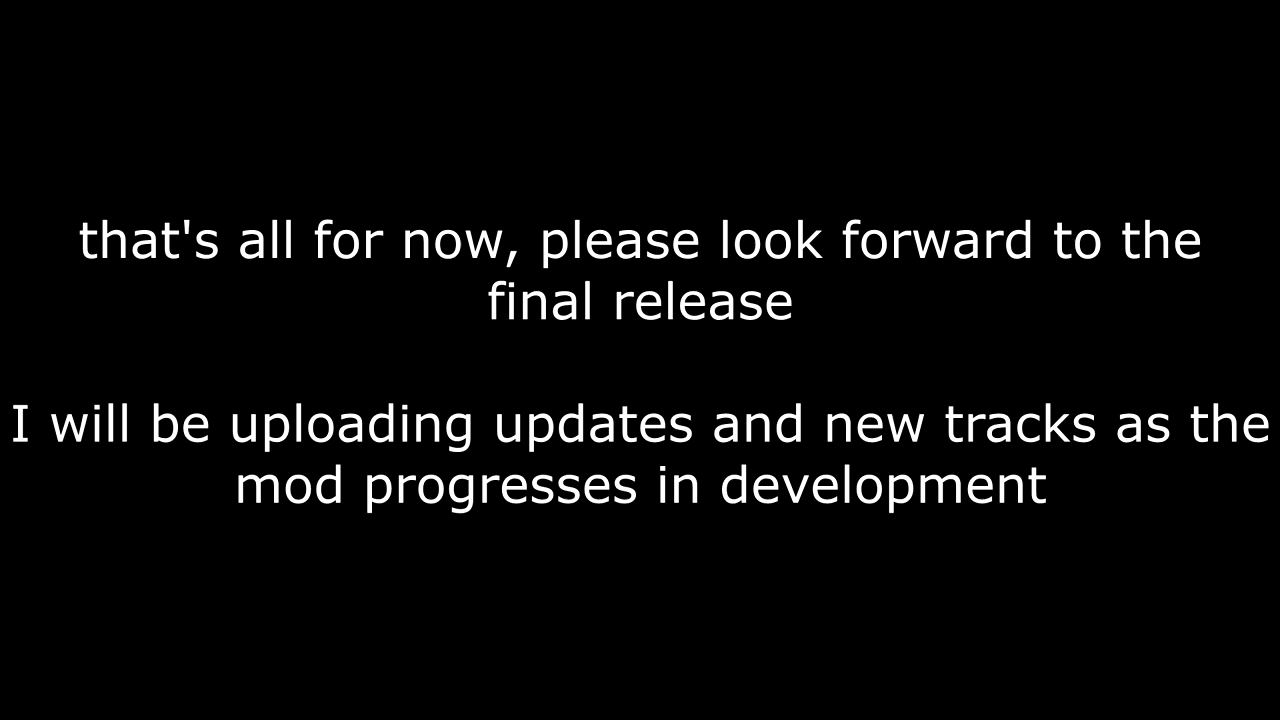 that's all for now, please look forward to the
final release
I will be uploading updates and new tracks as the
mod progresses in development